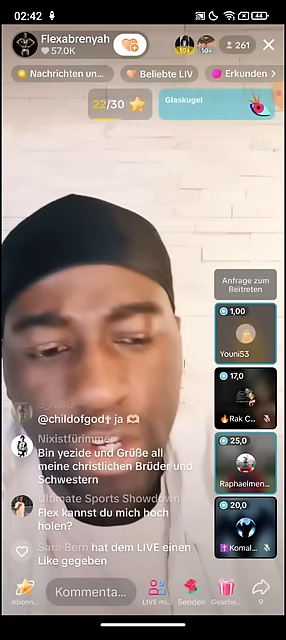 02:42
44
Flexabrenyah
57.0K
10+
10+
261
Nachrichten un...
Beliebte LIV
Erkunden
22/30
Glaskugel
Anfrage zum
Beitreten
1,00
YouniS3
17,0
Rak C...
25,0
Raphaelmen...
20,0
Komal...
@childofgod✝ ja 🫶🏼
Nixistfürimmer
Bin yezide und Grüße all
meine christlichen Brüder und
Schwestern
Ultimate Sports Showdown
Flex kannst du mich hoch
holen?
Sara Bern hat dem LIVE einen
Like gegeben
Abonn...
Kommenta...
LIVE mi...
Senden
Gesche...
9